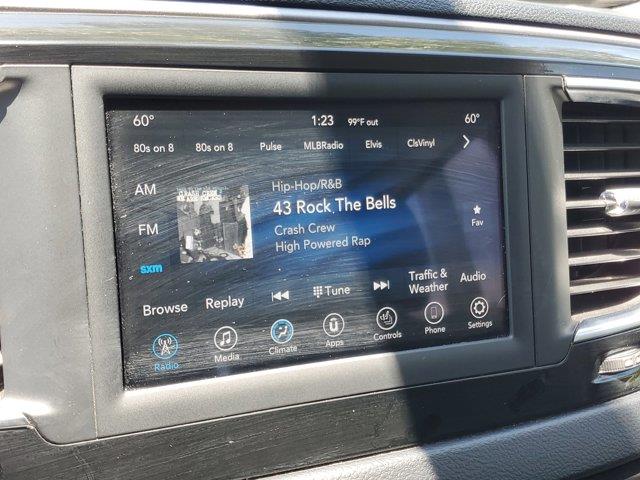 60° 1:23 99°F out 60°
80s on 8 80s on 8 Pulse MLBRadio Elvis ClsVinyl
AM
Hip-Hop/R&B
43 Rock The Bells
FM
Crash Crew
High Powered Rap
Fav
sxm
Browse Replay Tune Traffic & Weather Audio
Radio Media Climate Apps Controls Phone Settings